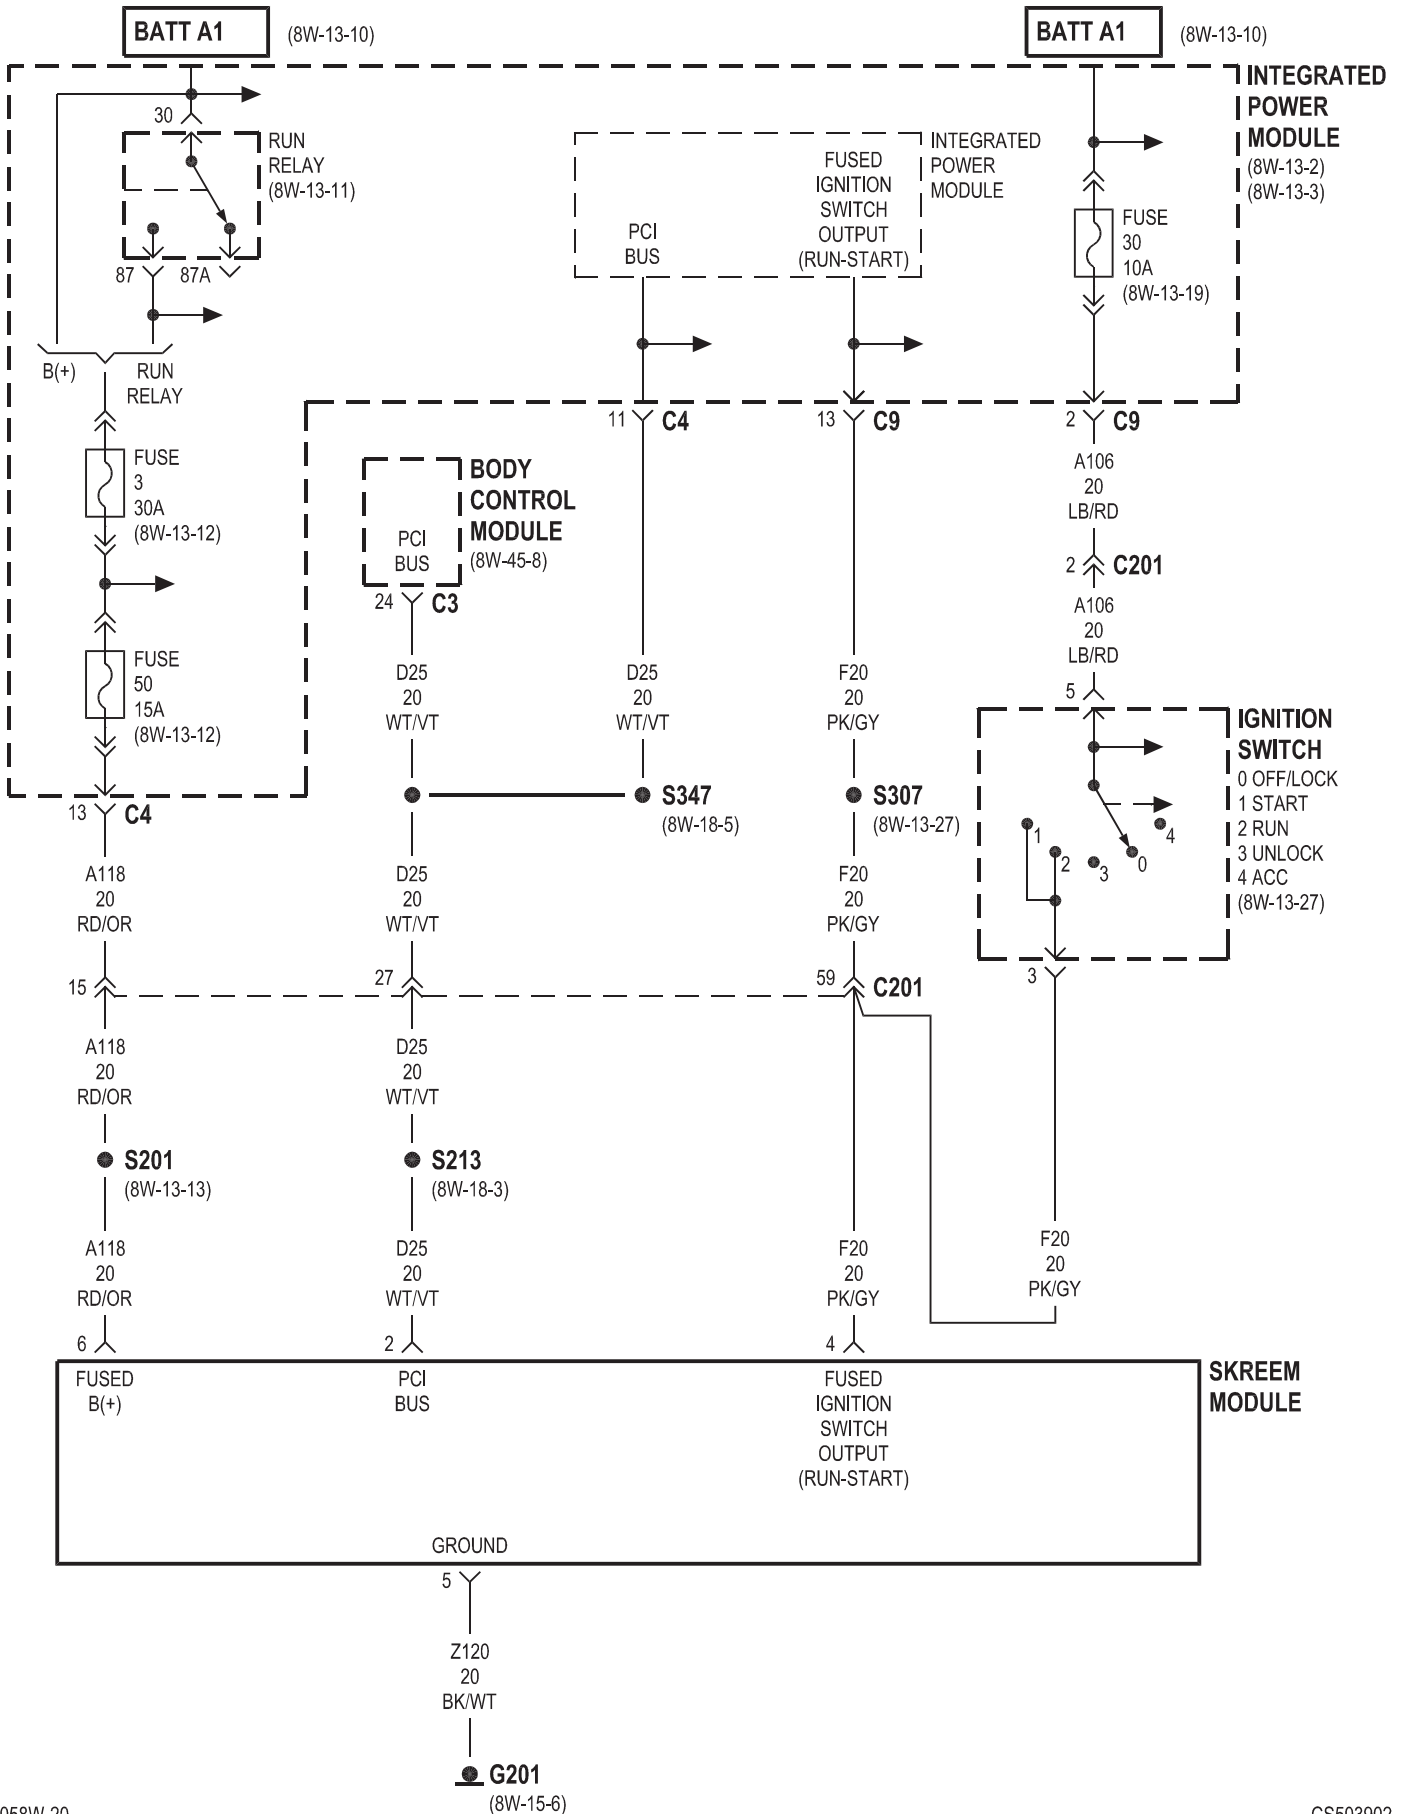 BATT A1 (8W-13-10)
BATT A1 (8W-13-10)
INTEGRATED
POWER
MODULE
(8W-13-2)
(8W-13-3)
30
RUN
RELAY
(8W-13-11)
87 87A
B(+)
RUN
RELAY
INTEGRATED
POWER
MODULE
PCI
BUS
FUSED
IGNITION
SWITCH
OUTPUT
(RUN-START)
FUSE
30
10A
(8W-13-19)
11 C4
13 C9
2 C9
FUSE
3
30A
(8W-13-12)
FUSE
50
15A
(8W-13-12)
BODY
CONTROL
MODULE
(8W-45-8)
PCI
BUS
24 C3
A106
20
LB/RD
2 C201
A106
20
LB/RD
5
D25
20
WT/VT
D25
20
WT/VT
F20
20
PK/GY
IGNITION
SWITCH
0 OFF/LOCK
1 START
2 RUN
3 UNLOCK
4 ACC
(8W-13-27)
1
2
3
0
4
3
13 C4
S347
(8W-18-5)
S307
(8W-13-27)
A118
20
RD/OR
D25
20
WT/VT
F20
20
PK/GY
15
27
59 C201
A118
20
RD/OR
D25
20
WT/VT
S201
(8W-13-13)
S213
(8W-18-3)
A118
20
RD/OR
D25
20
WT/VT
F20
20
PK/GY
F20
20
PK/GY
6
2
4
FUSED
B(+)
PCI
BUS
FUSED
IGNITION
SWITCH
OUTPUT
(RUN-START)
SKREEM
MODULE
GROUND
5
Z120
20
BK/WT
G201
(8W-15-6)